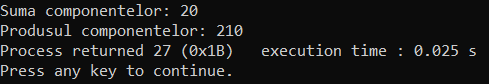 Suma componentelor: 20
Produsul componentelor: 210
Process returned 27 (0x1B)   execution time : 0.025 s
Press any key to continue.